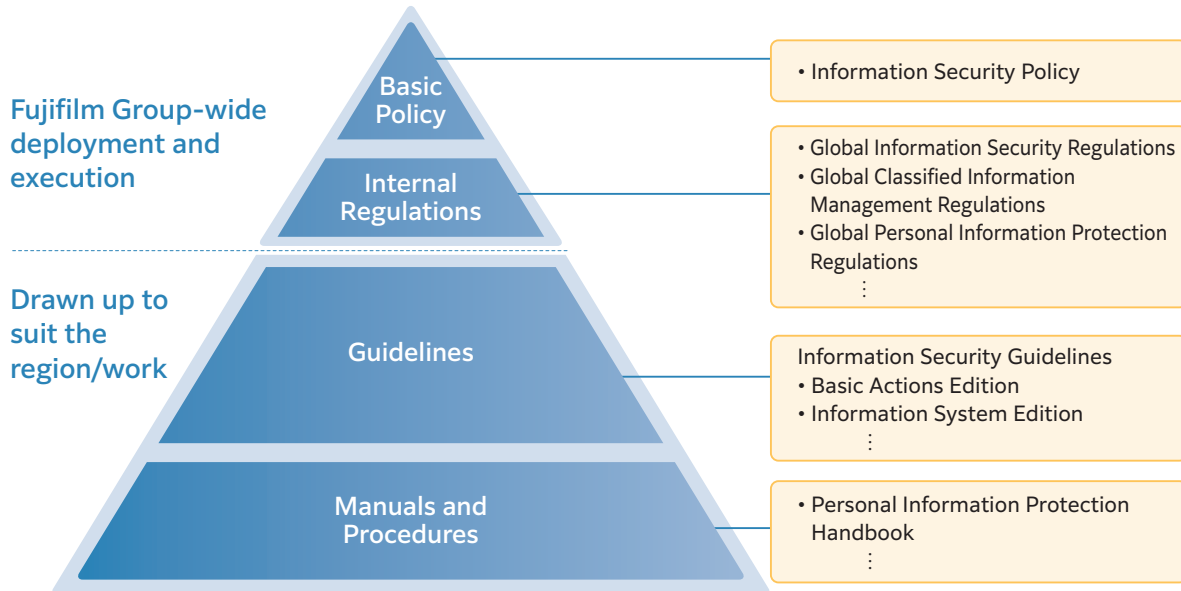 Fujifilm Group-wide
deployment and
execution
Drawn up to
suit the
region/work
Basic
Policy
Internal
Regulations
Guidelines
Manuals and
Procedures
• Information Security Policy
• Global Information Security Regulations
• Global Classified Information
Management Regulations
• Global Personal Information Protection
Regulations
⋮
Information Security Guidelines
• Basic Actions Edition
• Information System Edition
⋮
• Personal Information Protection
Handbook
⋮